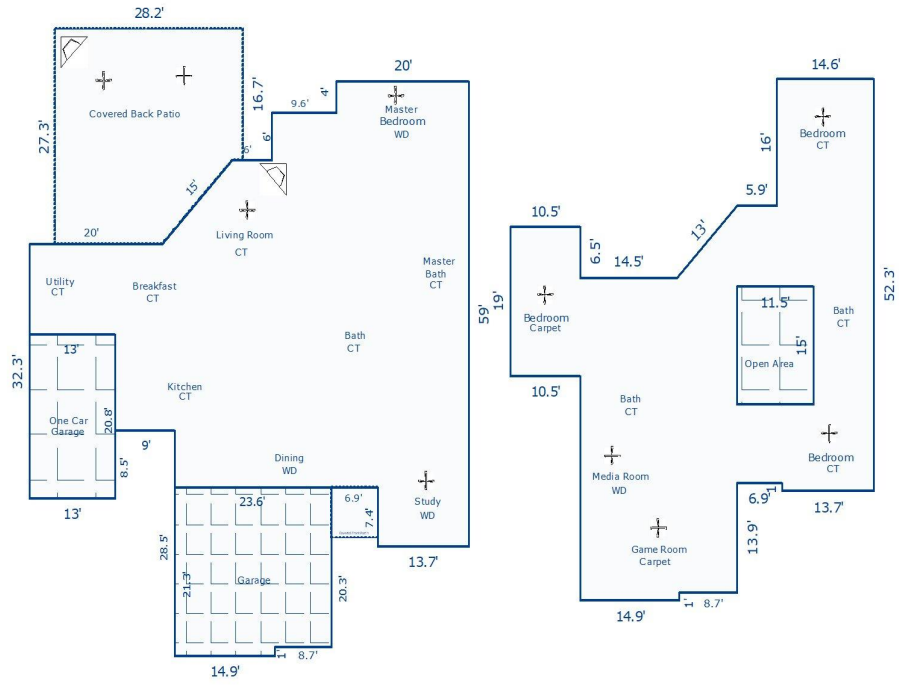 28.2'
27.3'
Covered Back Patio
16.7'
20'
9.6'
4'
6'
6'
Master
Bedroom
WD
15'
20'
Living Room
CT
Utility
CT
Breakfast
CT
Master
Bath
CT
59'
32.3'
13'
Bath
CT
Kitchen
CT
One Car
Garage
20.8'
9'
8.5'
13'
Dining
WD
23.6'
6.9'
7.4'
Study
WD
28.5'
13.7'
Garage
21.3'
20.3'
1'
8.7'
14.9'
14.6'
Bedroom
CT
16'
5.9'
13'
10.5'
6.5'
14.5'
52.3'
19'
Bedroom
Carpet
11.5'
15'
Open Area
Bath
CT
10.5'
Bath
CT
Bedroom
CT
Media Room
WD
6.9'
1'
13.7'
13.9'
Game Room
Carpet
1'
8.7'
14.9'